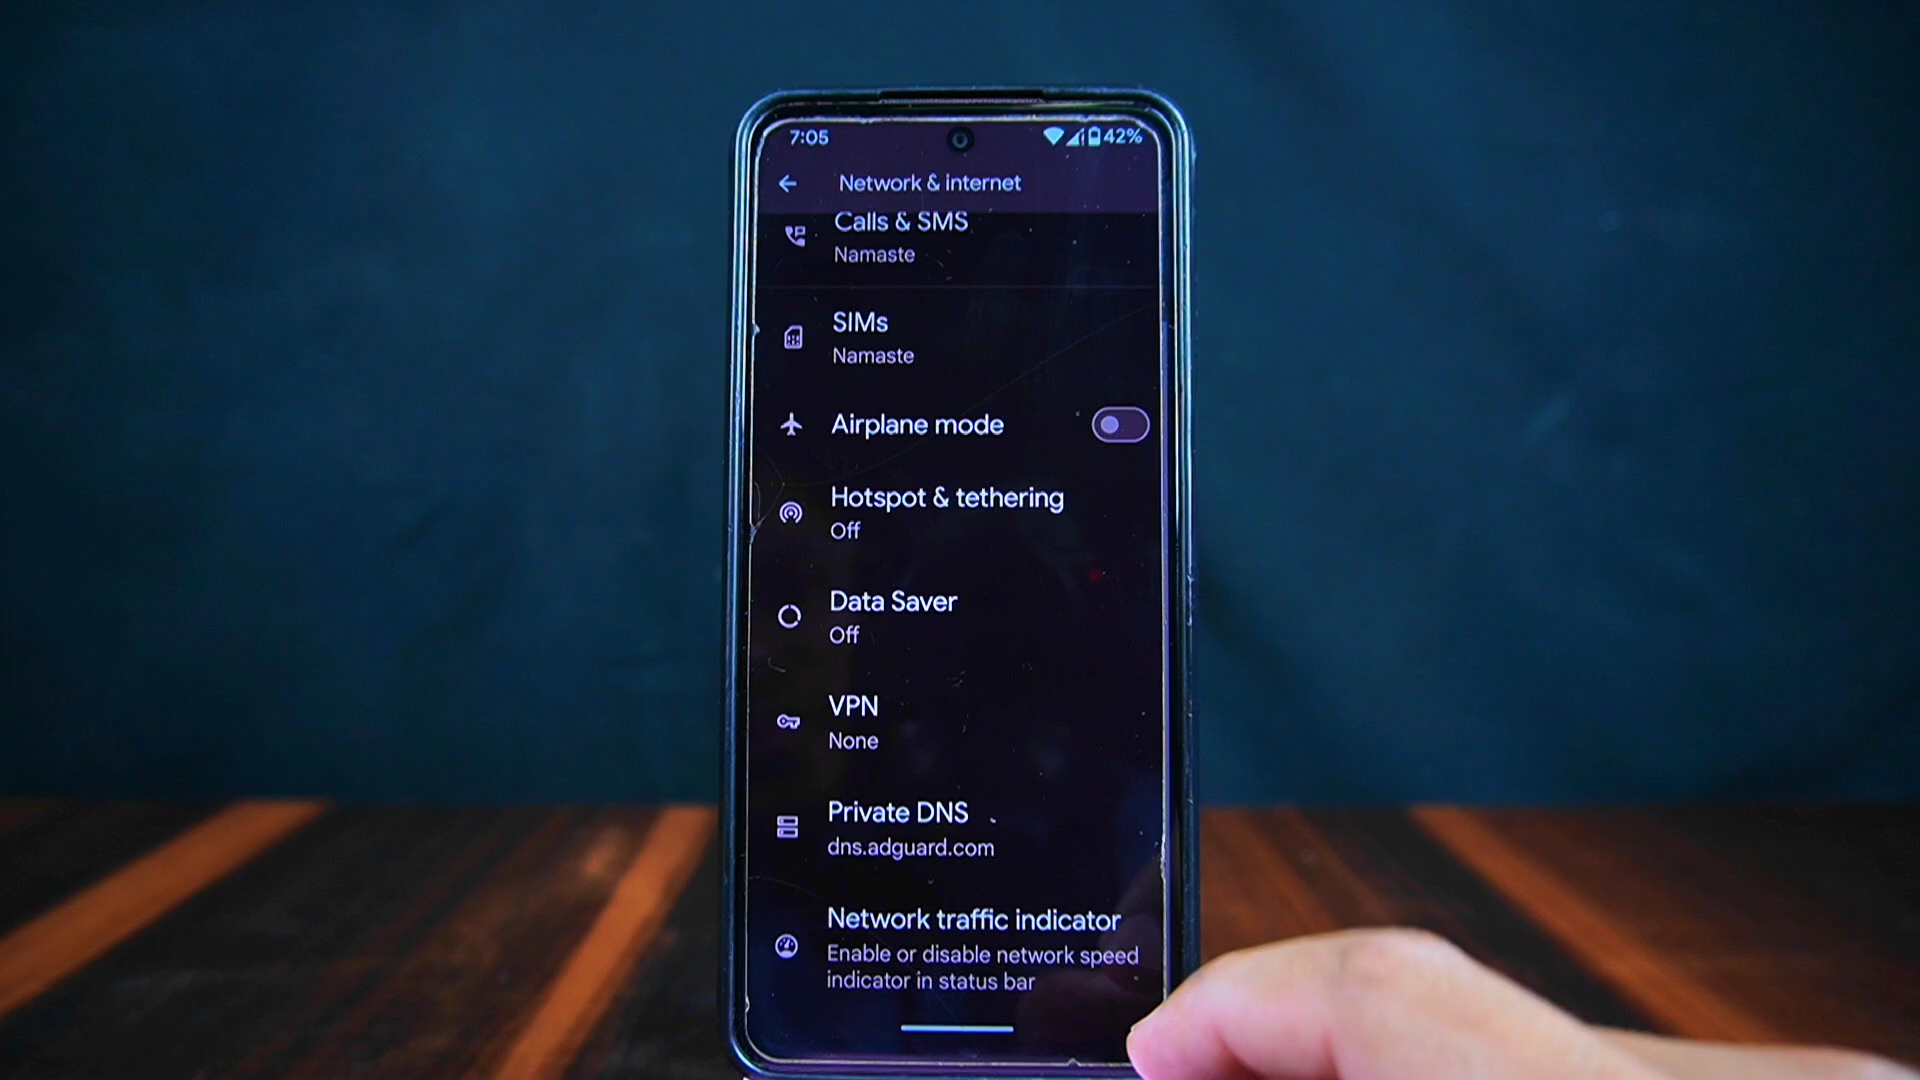 7:05
42%
Network & internet
Calls & SMS
Namaste
SIMs
Namaste
Airplane mode
Hotspot & tethering
Off
Data Saver
Off
VPN
None
Private DNS
dns.adguard.com
Network traffic indicator
Enable or disable network speed
indicator in status bar